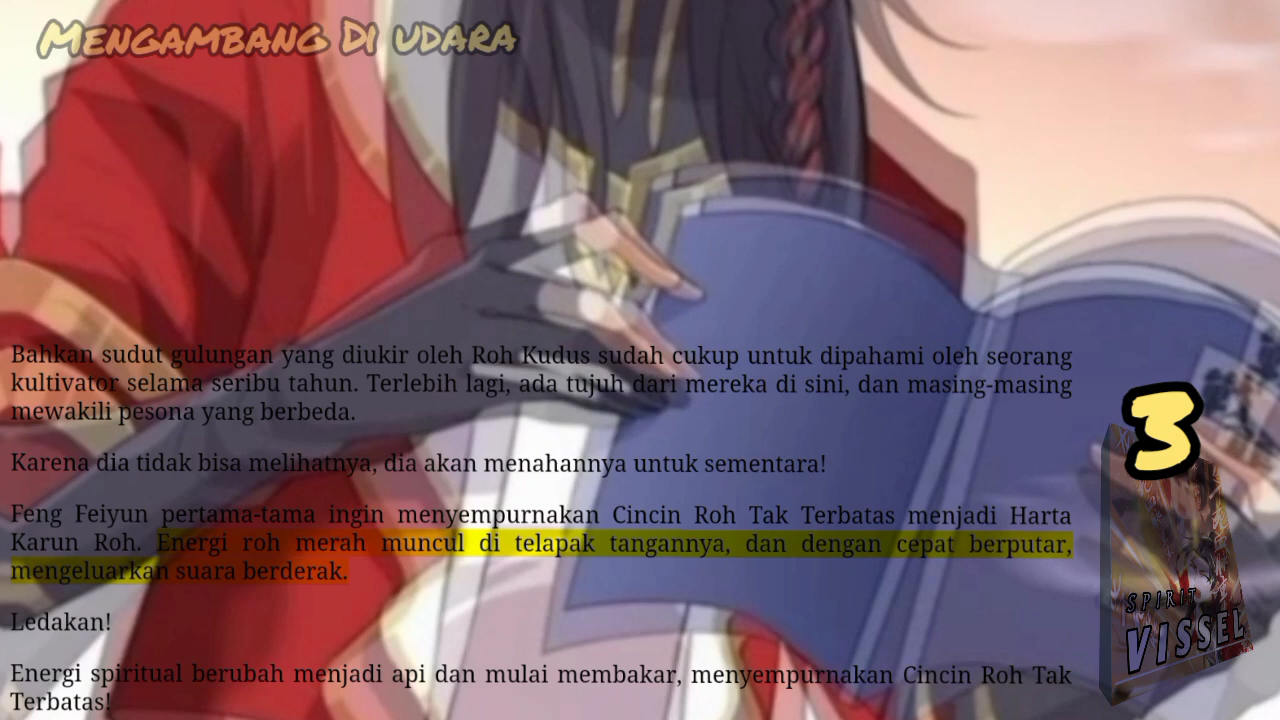 Mengambang Di udara
Bahkan sudut gulungan yang diukir oleh Roh Kudus sudah cukup untuk dipahami oleh seorang
kultivator selama seribu tahun. Terlebih lagi, ada tujuh dari mereka di sini, dan masing-masing
mewakili pesona yang berbeda.
Karena dia tidak bisa melihatnya, dia akan menahannya untuk sementara!
Feng Feiyun pertama-tama ingin menyempurnakan Cincin Roh Tak Terbatas menjadi Harta
Karun Roh. Energi roh merah muncul di telapak tangannya, dan dengan cepat berputar,
mengeluarkan suara berderak.
Ledakan!
Energi spiritual berubah menjadi api dan mulai membakar, menyempurnakan Cincin Roh Tak
Terbatas!
3
SPIRIT
VISSEL